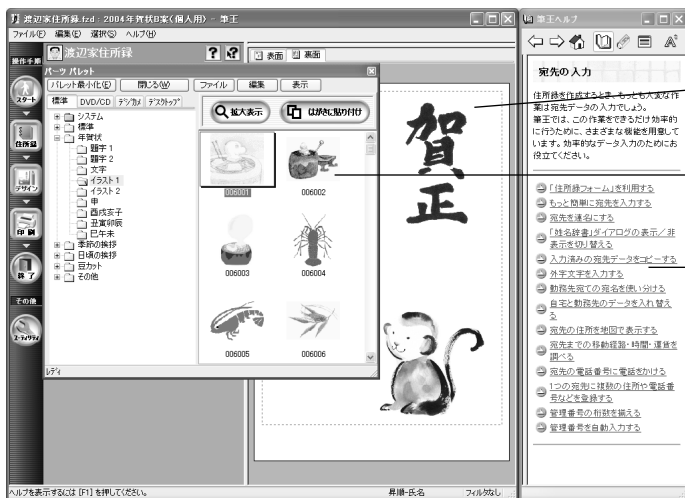 渡辺家住所録.fzd : 2004年賀状B案(個人用) - 筆王
ファイル(F) 編集(E) 選択(S) ヘルプ(H)
操作手順
渡辺家住所録
表面 裏面
スタート
住所録
デザイン
印刷
終了
その他
ユーティリティ
パーツ パレット
パレット最小化(E) 閉じる(W) ファイル 編集 表示
標準 DVD/CD デジカメ デスクトップ
拡大表示 はがきに貼り付け
システム
標準
年賀状
題字1
題字2
文字
イラスト1
イラスト2
申
酉戌亥子
丑寅卯辰
巳午未
季節の挨拶
日頃の挨拶
豆カット
その他
006001 006002
006003 006004
006005 006006
レディ
賀正
ヘルプを表示するには [F1] を押してください。
昇順-氏名 フィルタなし
筆王ヘルプ
宛先の入力
住所録を作成するとき、もっとも大変な作
業は宛先データの入力でしょう。
筆王では、この作業をできるだけ効率的
に行うために、さまざまな機能を用意して
います。効率的なデータ入力のためにお
役立てください。
「住所録フォーム」を利用する
もっと簡単に宛先を入力する
宛先を連名にする
「姓名辞書」ダイアログの表示/非
表示を切り替える
入力済みの宛先データをコピーする
外字文字を入力する
勤務先宛ての宛名を使い分ける
自宅と勤務先のデータを入れ替え
る
宛先の住所を地図で表示する
宛先までの移動経路・時間・運賃を
調べる
宛先の電話番号に電話をかける
1つの宛先に複数の住所や電話番
号などを登録する
管理番号の桁数を揃える
管理番号を自動入力する